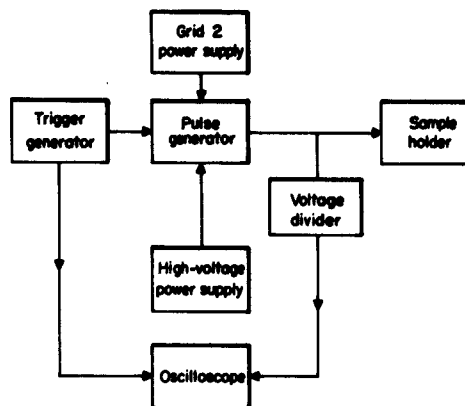 Grid 2
power supply
Trigger
generator
Pulse
generator
Sample
holder
Voltage
divider
High-voltage
power supply
Oscilloscope